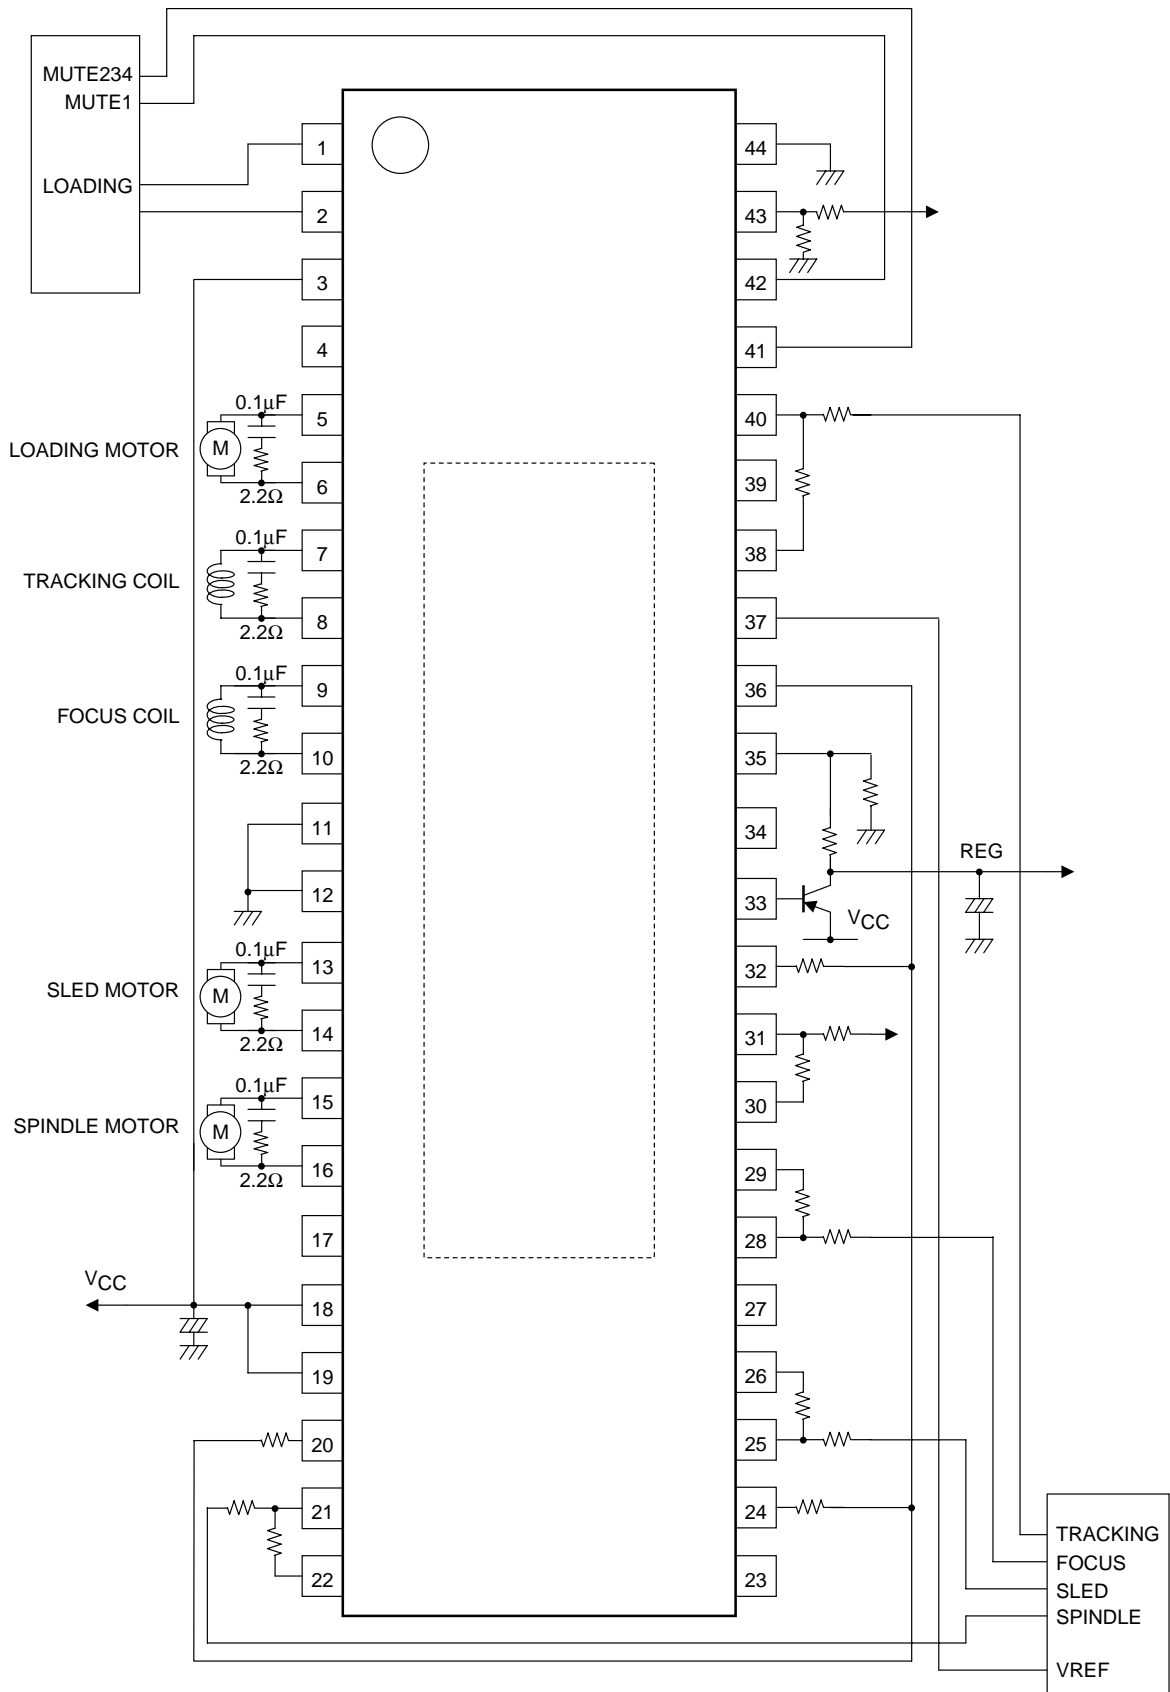 MUTE234
MUTE1
LOADING
1
44
2
43
3
42
4
41
0.1µF
5
40
LOADING MOTOR
M
6
39
2.2Ω
0.1µF
7
38
TRACKING COIL
8
37
2.2Ω
0.1µF
9
36
FOCUS COIL
10
35
2.2Ω
11
34
REG
12
33
VCC
0.1µF
13
32
SLED MOTOR
M
14
31
2.2Ω
0.1µF
15
30
SPINDLE MOTOR
M
16
29
2.2Ω
17
28
VCC
18
27
19
26
20
25
21
24
22
23
TRACKING
FOCUS
SLED
SPINDLE
VREF